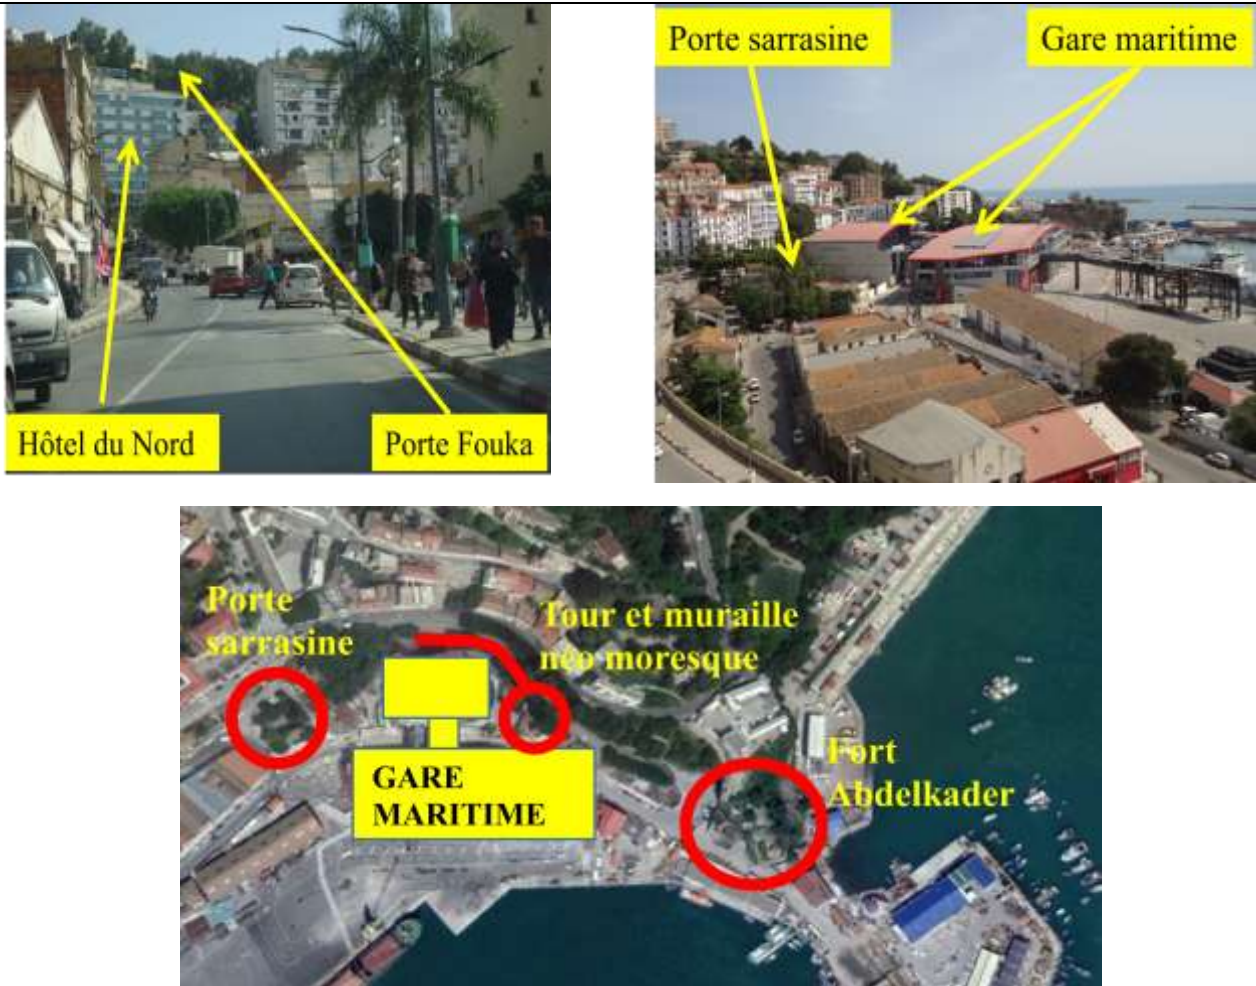 Porte sarrasine
Gare maritime
Hôtel du Nord
Porte Fouka
Porte
sarrasine
Tour et muraille
néo moresque
GARE
MARITIME
Fort
Abdelkader